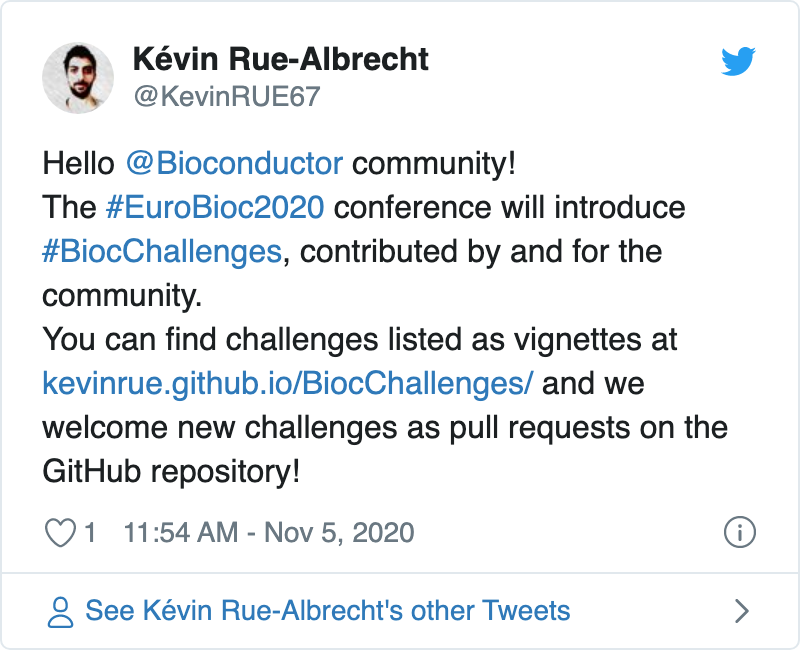 Kévin Rue-Albrecht
@KevinRUE67
Hello @Bioconductor community!
The #EuroBioc2020 conference will introduce
#BiocChallenges, contributed by and for the
community.
You can find challenges listed as vignettes at
kevinrue.github.io/BiocChallenges/ and we
welcome new challenges as pull requests on the
GitHub repository!
1 11:54 AM - Nov 5, 2020
See Kévin Rue-Albrecht's other Tweets